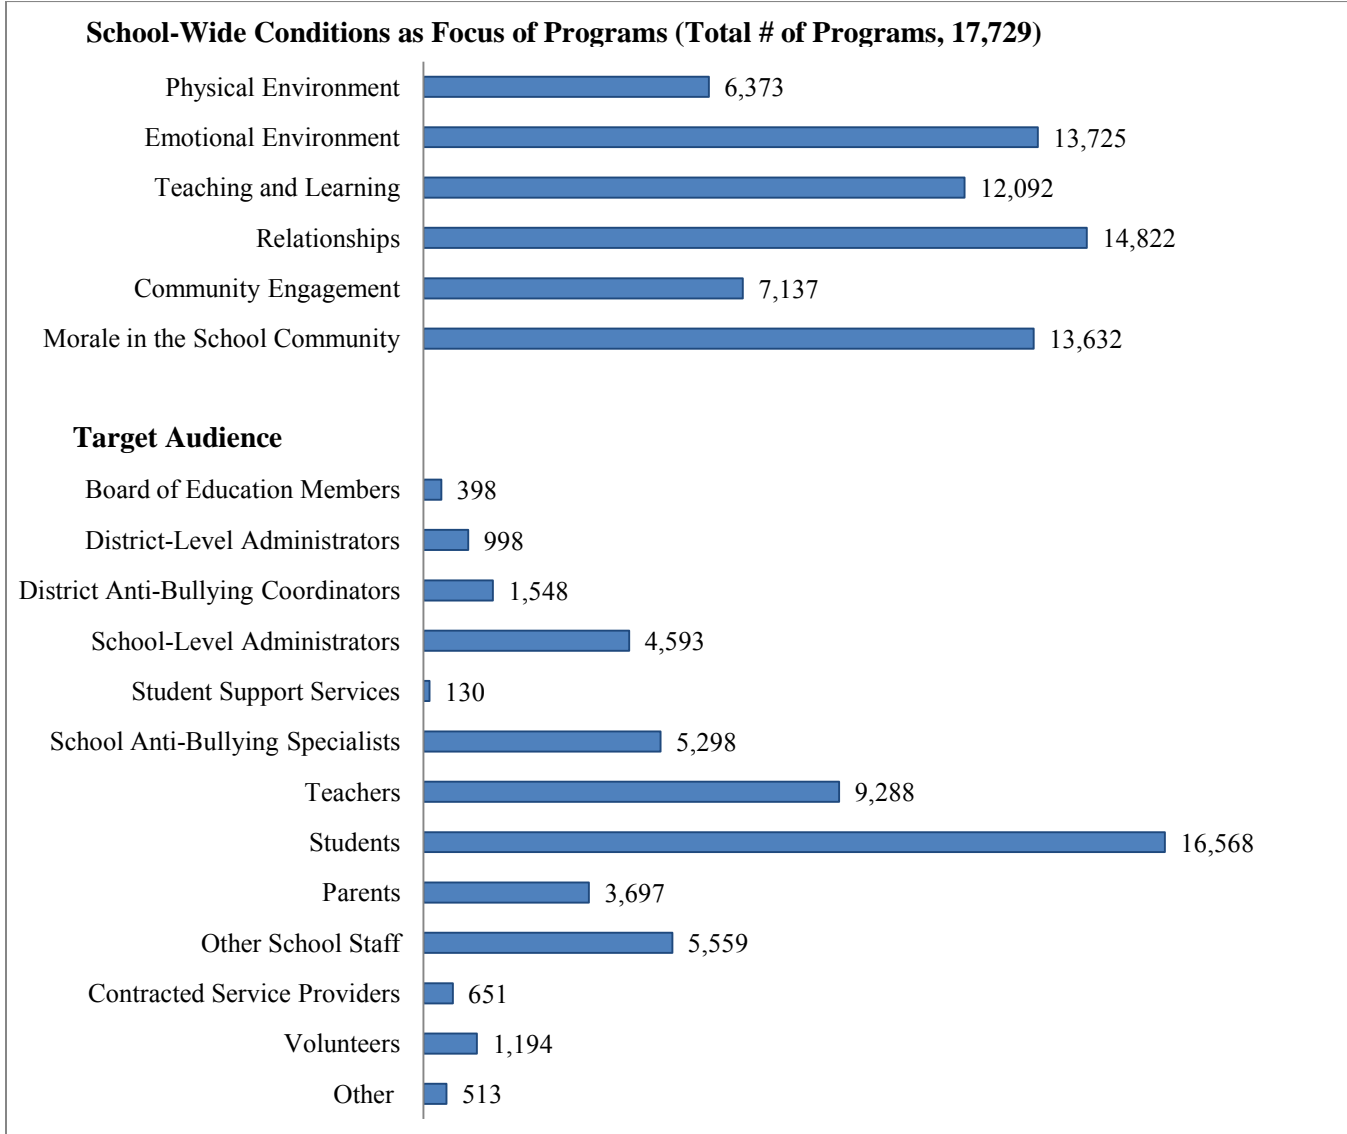 School-Wide Conditions as Focus of Programs (Total # of Programs, 17,729)
Physical Environment 6,373
Emotional Environment 13,725
Teaching and Learning 12,092
Relationships 14,822
Community Engagement 7,137
Morale in the School Community 13,632
Target Audience
Board of Education Members 398
District-Level Administrators 998
District Anti-Bullying Coordinators 1,548
School-Level Administrators 4,593
Student Support Services 130
School Anti-Bullying Specialists 5,298
Teachers 9,288
Students 16,568
Parents 3,697
Other School Staff 5,559
Contracted Service Providers 651
Volunteers 1,194
Other 513